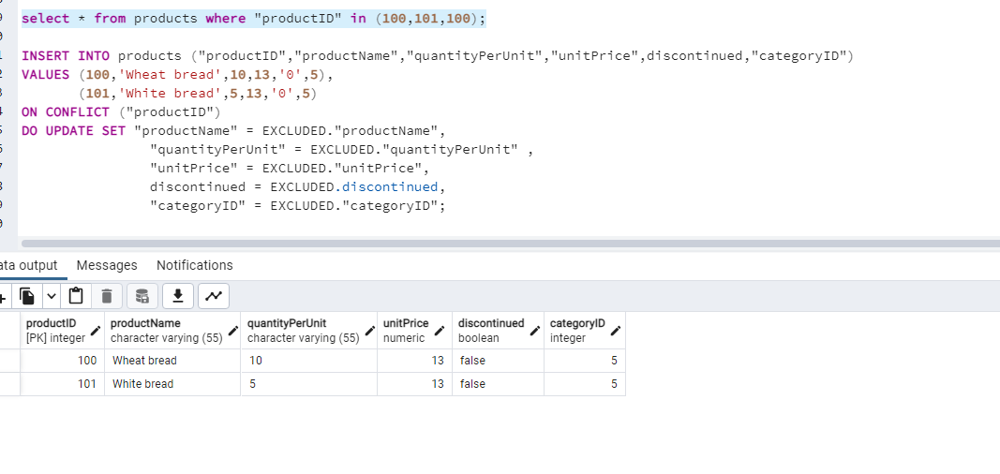 select * from products where "productID" in (100,101,100);
INSERT INTO products ("productID","productName","quantityPerUnit","unitPrice",discontinued,"categoryID")
VALUES (100,'Wheat bread',10,13,'0',5),
(101,'White bread',5,13,'0',5)
ON CONFLICT ("productID")
DO UPDATE SET "productName" = EXCLUDED."productName",
"quantityPerUnit" = EXCLUDED."quantityPerUnit" ,
"unitPrice" = EXCLUDED."unitPrice",
discontinued = EXCLUDED.discontinued,
"categoryID" = EXCLUDED."categoryID";
ata output Messages Notifications
productID productName quantityPerUnit unitPrice discontinued categoryID
[PK] integer character varying (55) character varying (55) numeric boolean integer
100 Wheat bread 10 13 false 5
101 White bread 5 13 false 5